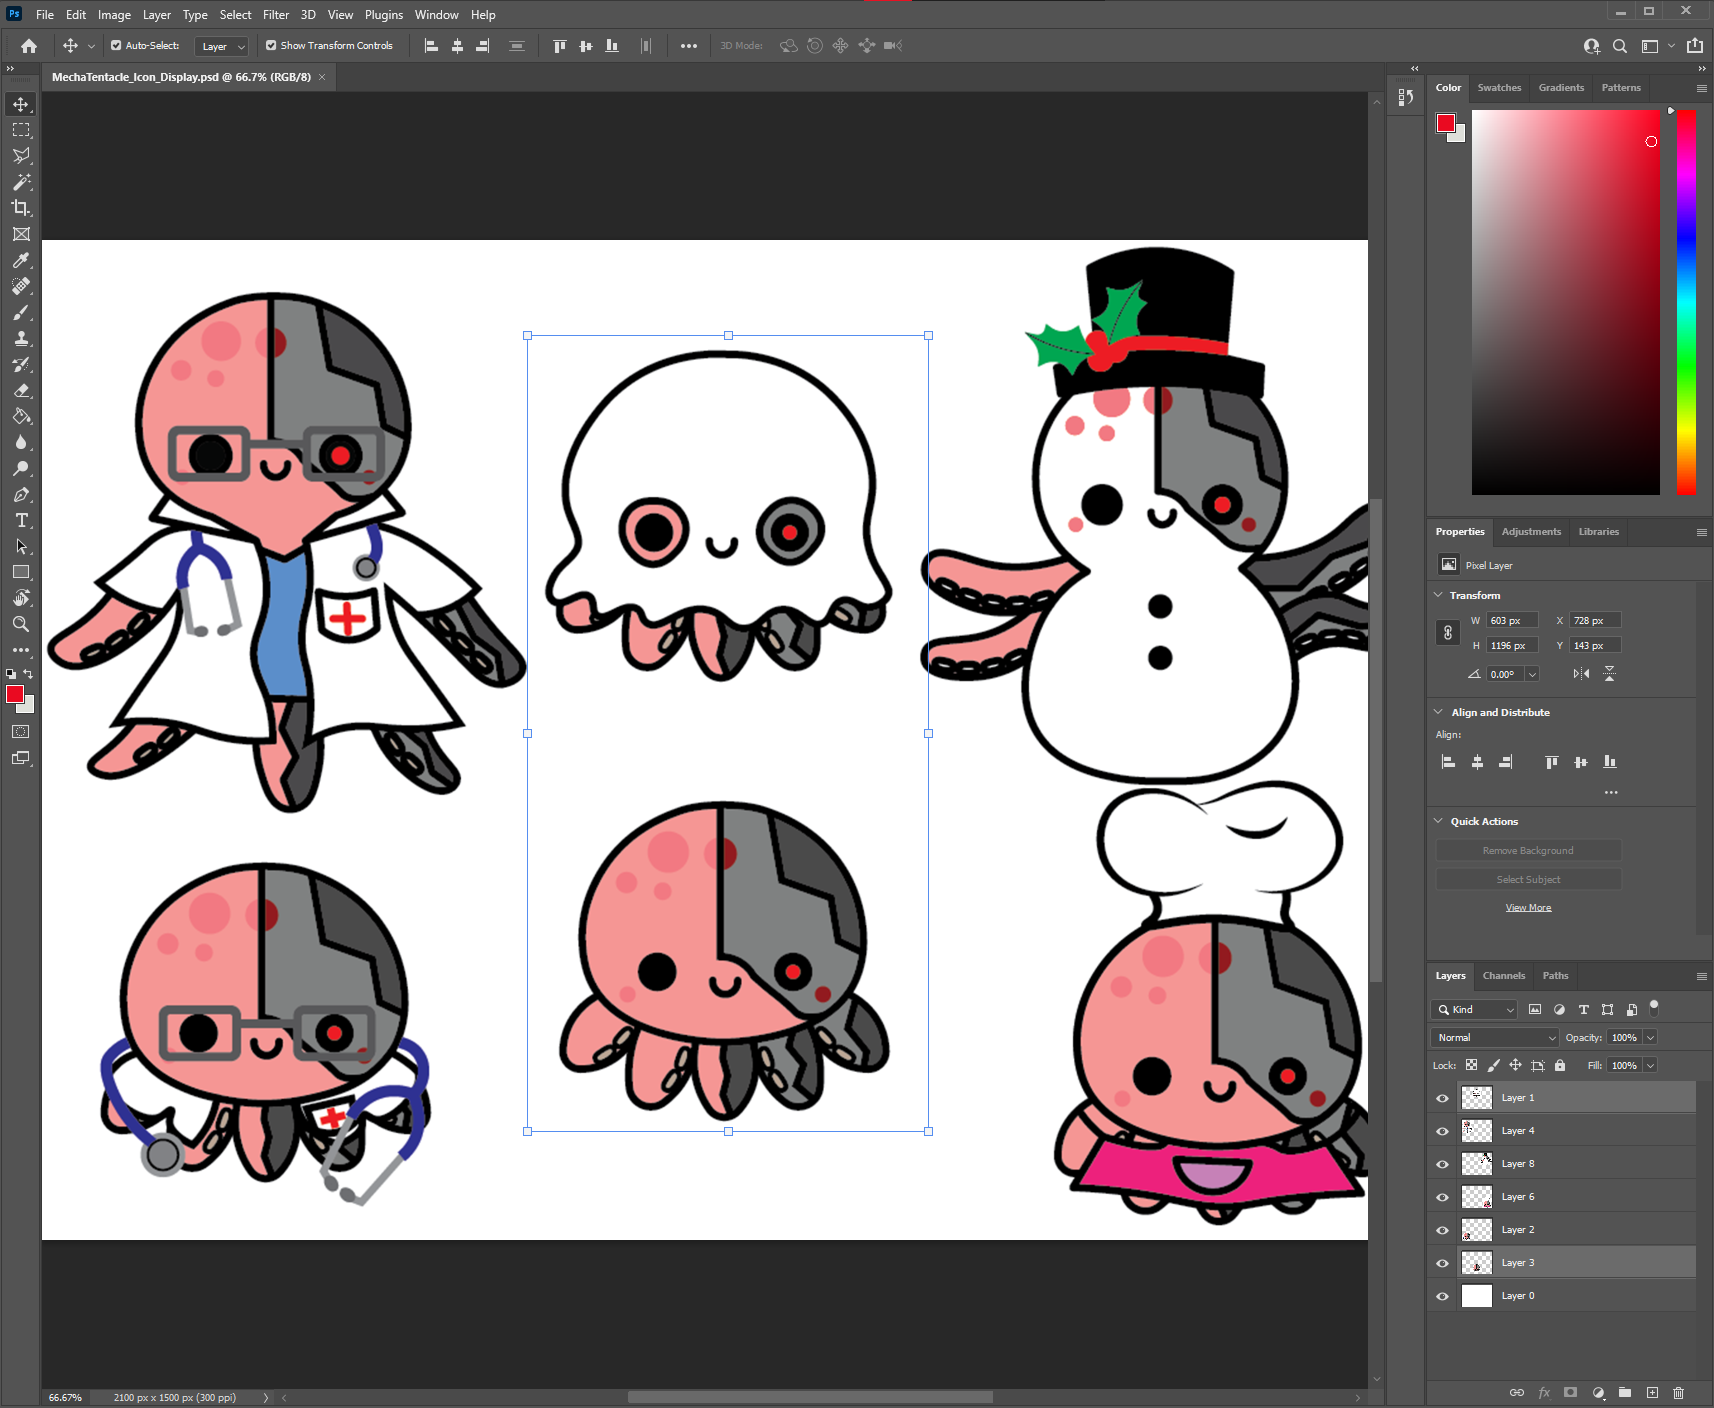 Ps File Edit Image Layer Type Select Filter 3D View Plugins Window Help
Auto-Select: Layer Show Transform Controls 3D Mode:
MechaTentacle_Icon_Display.psd @ 66.7% (RGB/8)
Color Swatches Gradients Patterns
Properties Adjustments Libraries
Pixel Layer
Transform
W 603 px X 728 px
H 1196 px Y 143 px
0.00°
Align and Distribute
Align:
Quick Actions
Remove Background
Select Subject
View More
Layers Channels Paths
Kind
Normal Opacity: 100%
Lock: Fill: 100%
Layer 1
Layer 4
Layer 8
Layer 6
Layer 2
Layer 3
Layer 0
fx
66.67% 2100 px x 1500 px (300 ppi)